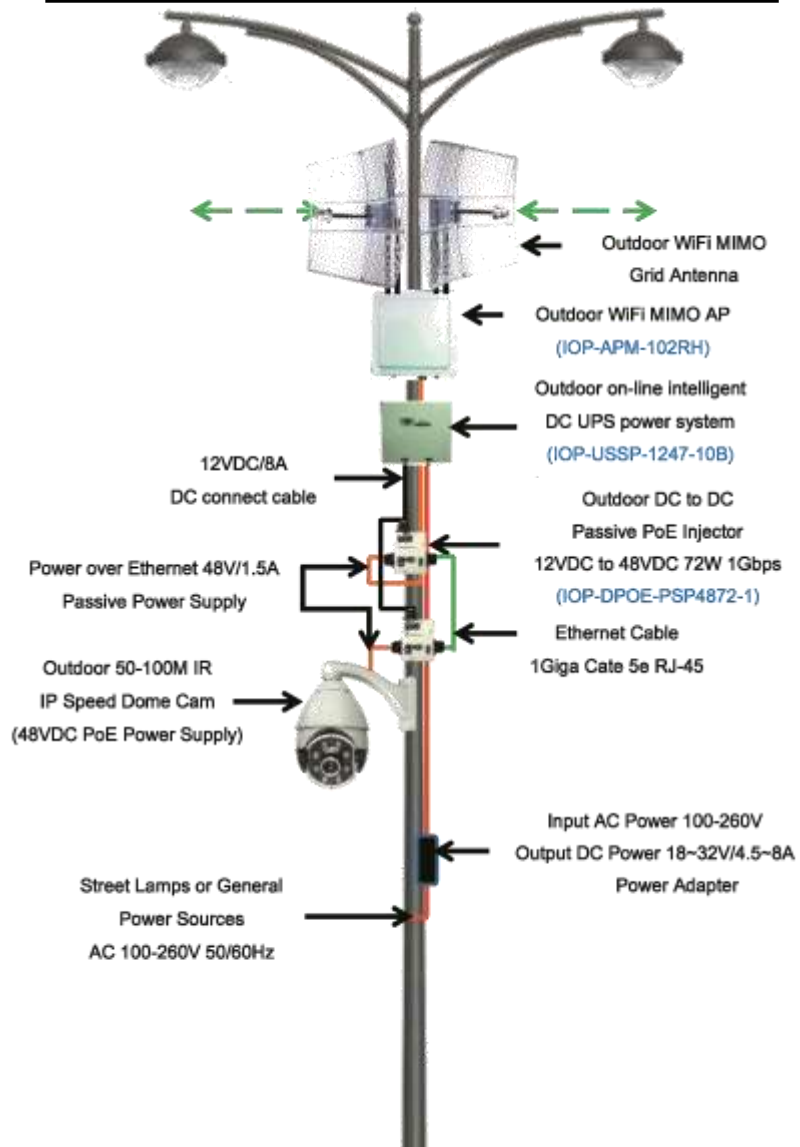 Outdoor WiFi MIMO
Grid Antenna
Outdoor WiFi MIMO AP
(IOP-APM-102RH)
Outdoor on-line intelligent
DC UPS power system
(IOP-USSP-1247-10B)
12VDC/8A
DC connect cable
Outdoor DC to DC
Passive PoE Injector
12VDC to 48VDC 72W 1Gbps
(IOP-DPOE-PSP4872-1)
Power over Ethernet 48V/1.5A
Passive Power Supply
Ethernet Cable
1Giga Cate 5e RJ-45
Outdoor 50-100M IR
IP Speed Dome Cam
(48VDC PoE Power Supply)
Input AC Power 100-260V
Output DC Power 18~32V/4.5~8A
Power Adapter
Street Lamps or General
Power Sources
AC 100-260V 50/60Hz